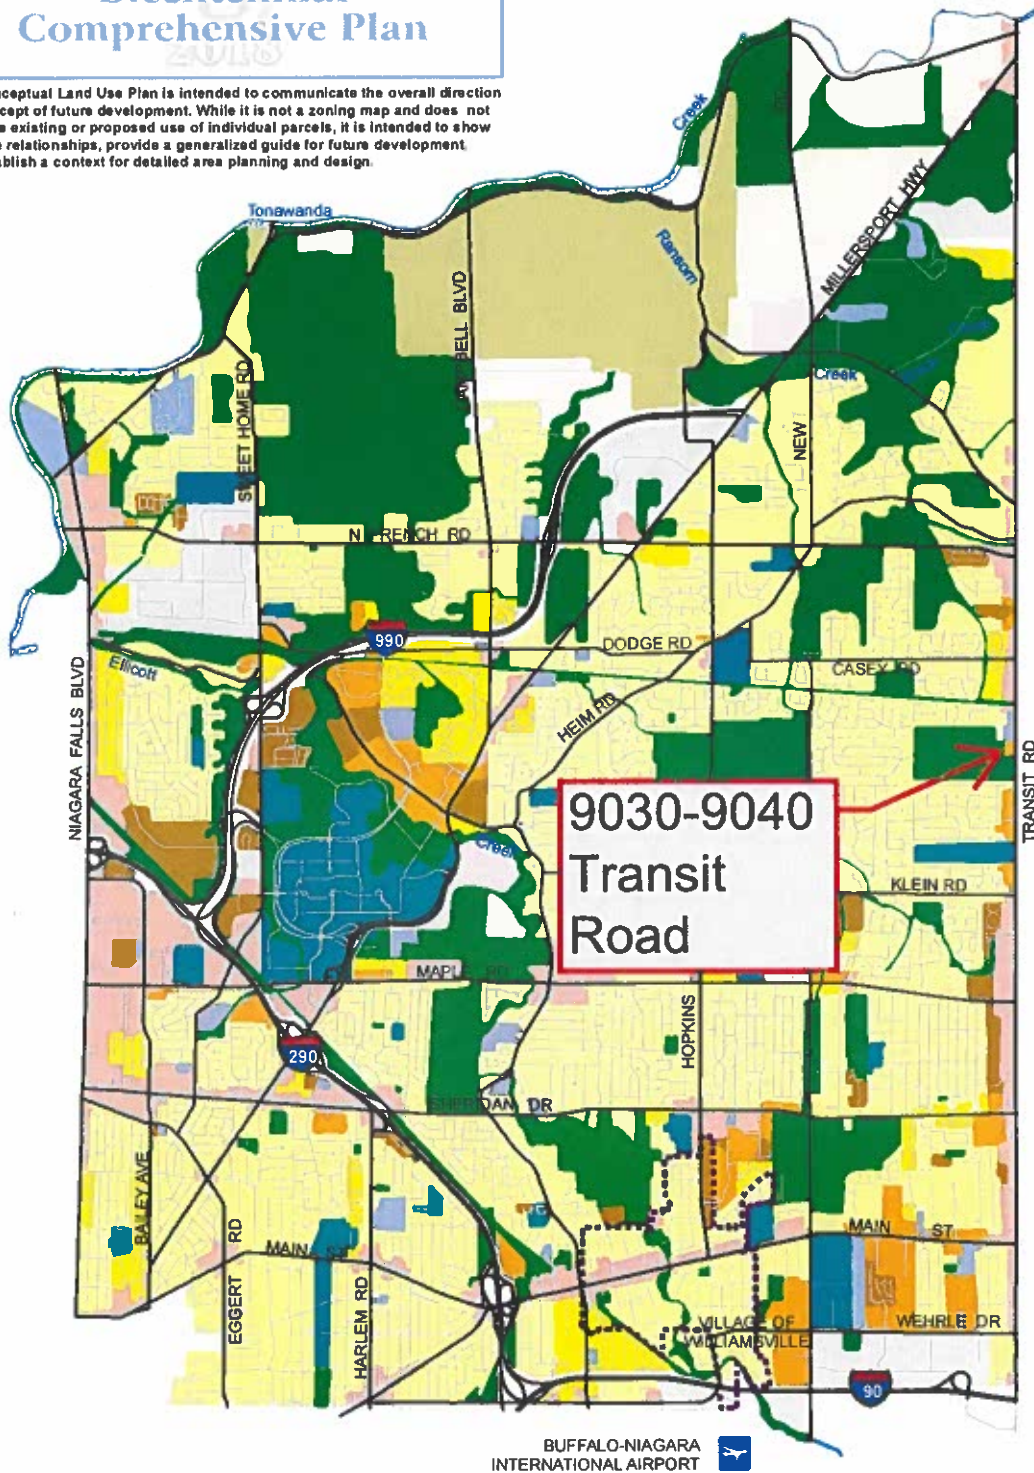 Comprehensive Plan
2018
ceptual Land Use Plan is intended to communicate the overall direction
cept of future development. While it is not a zoning map and does not
e existing or proposed use of individual parcels, it is intended to show
e relationships, provide a generalized guide for future development
blish a context for detailed area planning and design.
Creek
Tonawanda
MILLERSPORT HWY
Ransom
BELL BLVD
SWEET HOME RD
Creek
NEW
N FRENCH RD
990
DODGE RD
Ellicott
CASEY RD
HEIM RD
NIAGARA FALLS BLVD
TRANSIT RD
9030-9040
Transit
Road
Creek
KLEIN RD
MAPLE RD
HOPKINS
290
SHERIDAN DR
BAILEY AVE
EGGERT RD
MAIN ST
HARLEM RD
MAIN ST
VILLAGE OF
WILLIAMSVILLE
WEHRLE DR
90
BUFFALO-NIAGARA
INTERNATIONAL AIRPORT